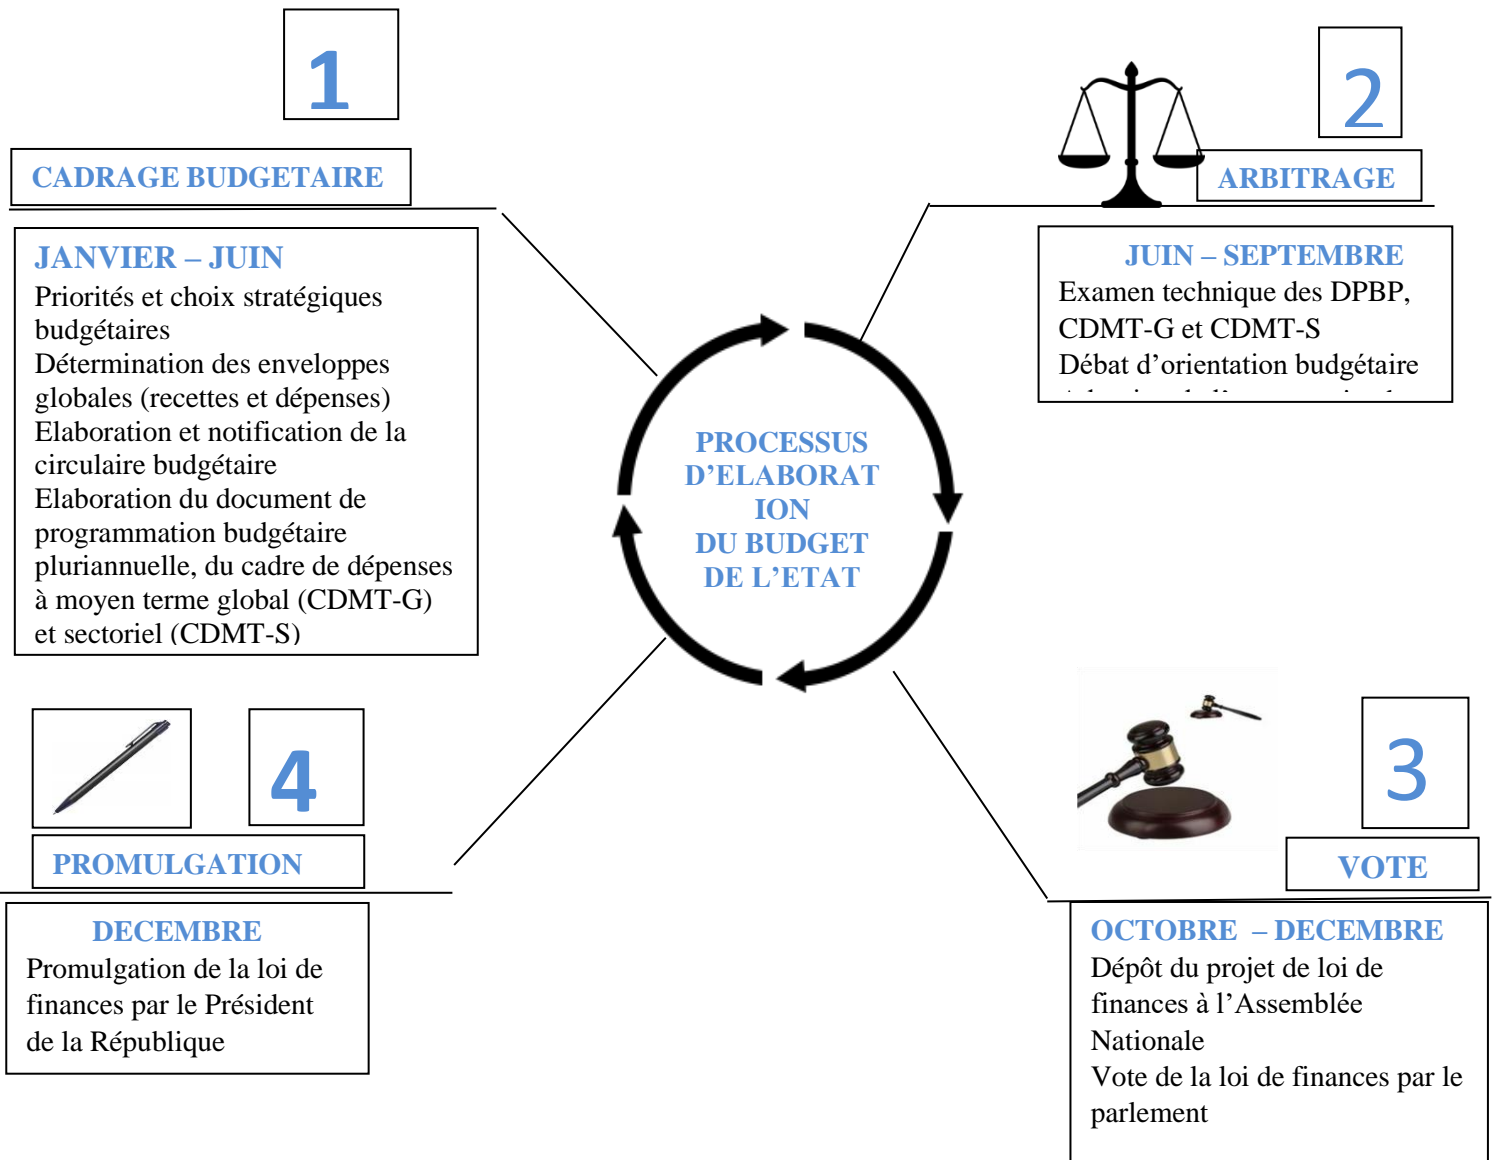 1
CADRAGE BUDGETAIRE
JANVIER – JUIN
Priorités et choix stratégiques
budgétaires
Détermination des enveloppes
globales (recettes et dépenses)
Elaboration et notification de la
circulaire budgétaire
Elaboration du document de
programmation budgétaire
pluriannuelle, du cadre de dépenses
à moyen terme global (CDMT-G)
et sectoriel (CDMT-S)
2
ARBITRAGE
JUIN – SEPTEMBRE
Examen technique des DPBP,
CDMT-G et CDMT-S
Débat d’orientation budgétaire
PROCESSUS
D’ELABORAT
ION
DU BUDGET
DE L’ETAT
3
VOTE
OCTOBRE – DECEMBRE
Dépôt du projet de loi de
finances à l’Assemblée
Nationale
Vote de la loi de finances par le
parlement
4
PROMULGATION
DECEMBRE
Promulgation de la loi de
finances par le Président
de la République